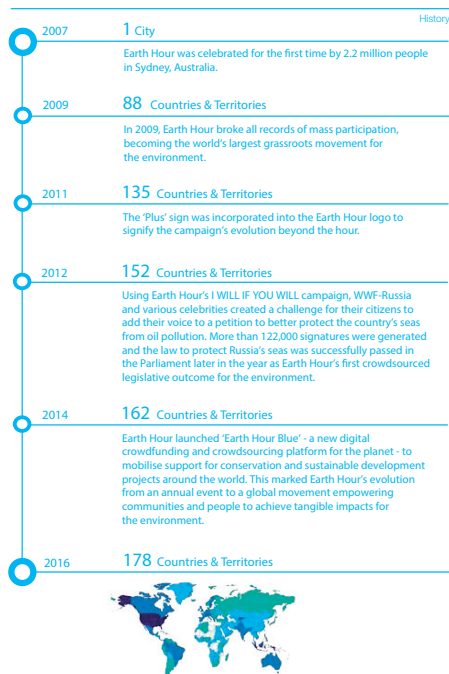 History
2007 1 City
Earth Hour was celebrated for the first time by 2.2 million people
in Sydney, Australia.
2009 88 Countries & Territories
In 2009, Earth Hour broke all records of mass participation,
becoming the world's largest grassroots movement for
the environment.
2011 135 Countries & Territories
The ‘Plus’ sign was incorporated into the Earth Hour logo to
signify the campaign's evolution beyond the hour.
2012 152 Countries & Territories
Using Earth Hour's I WILL IF YOU WILL campaign, WWF-Russia
and various celebrities created a challenge for their citizens to
add their voice to a petition to better protect the country's seas
from oil pollution. More than 122,000 signatures were generated
and the law to protect Russia's seas was successfully passed in
the Parliament later in the year as Earth Hour's first crowdsourced
legislative outcome for the environment.
2014 162 Countries & Territories
Earth Hour launched ‘Earth Hour Blue’ - a new digital
crowdfunding and crowdsourcing platform for the planet - to
mobilise support for conservation and sustainable development
projects around the world. This marked Earth Hour's evolution
from an annual event to a global movement empowering
communities and people to achieve tangible impacts for
the environment.
2016 178 Countries & Territories